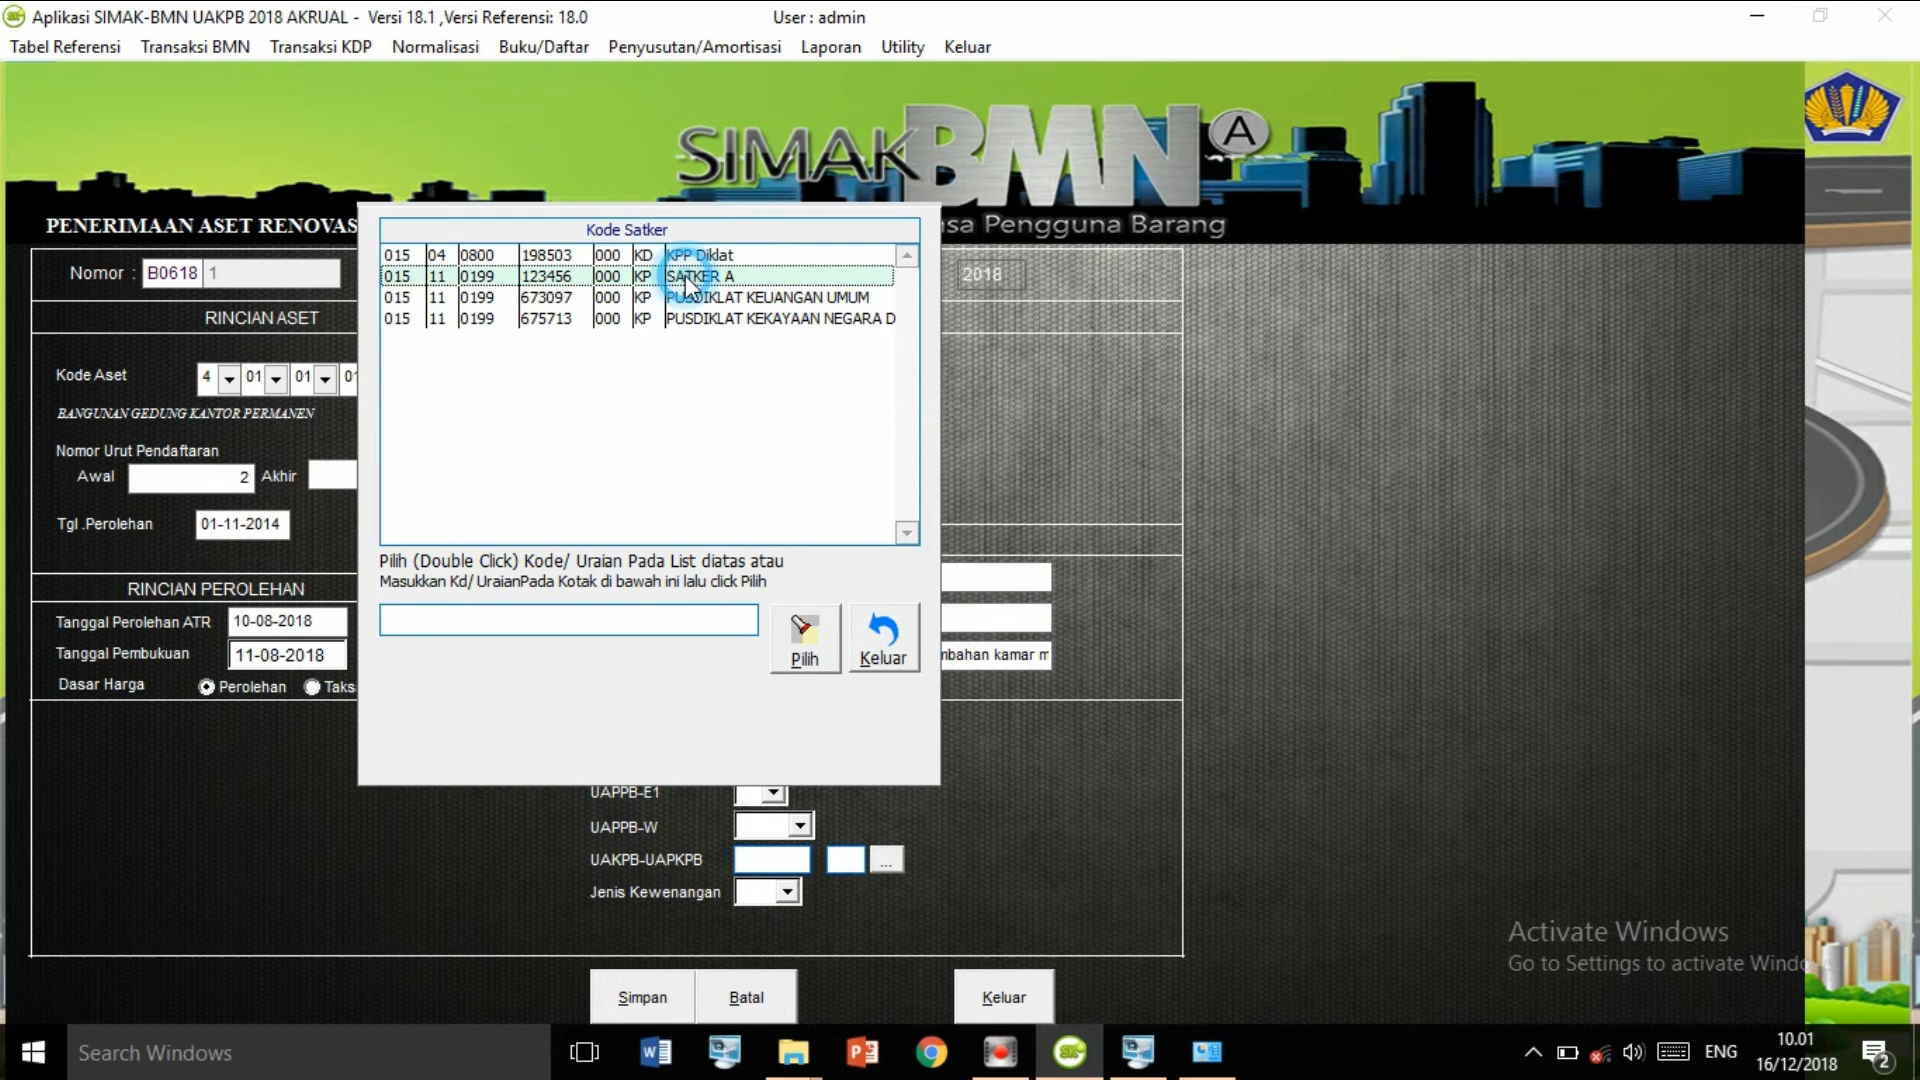 Aplikasi SIMAK-BMN UAKPB 2018 AKRUAL - Versi 18.1 ,Versi Referensi: 18.0 User : admin
Tabel Referensi Transaksi BMN Transaksi KDP Normalisasi Buku/Daftar Penyusutan/Amortisasi Laporan Utility Keluar
SIMAK BMN A
Pengguna Barang
PENERIMAAN ASET RENOVAS
Nomor : B0618 1
2018
RINCIAN ASET
Kode Aset 4 01 01 01
BANGUNAN GEDUNG KANTOR PERMANEN
Nomor Urut Pendaftaran
Awal 2 Akhir
Tgl .Perolehan 01-11-2014
RINCIAN PEROLEHAN
Tanggal Perolehan ATR 10-08-2018
Tanggal Pembukuan 11-08-2018
Dasar Harga Perolehan Taks
Kode Satker
015 04 0800 198503 000 KD KPP Diklat
015 11 0199 123456 000 KP SATKER A
015 11 0199 673097 000 KP PUSDIKLAT KEUANGAN UMUM
015 11 0199 675713 000 KP PUSDIKLAT KEKAYAAN NEGARA D
Pilih (Double Click) Kode/ Uraian Pada List diatas atau
Masukkan Kd/ UraianPada Kotak di bawah ini lalu click Pilih
Pilih
Keluar
mbahan kamar m
UAPPB-E1
UAPPB-W
UAKPB-UAPKPB ...
Jenis Kewenangan
Simpan Batal Keluar
Activate Windows
Go to Settings to activate Windo
Search Windows
ENG
10.01
16/12/2018
2